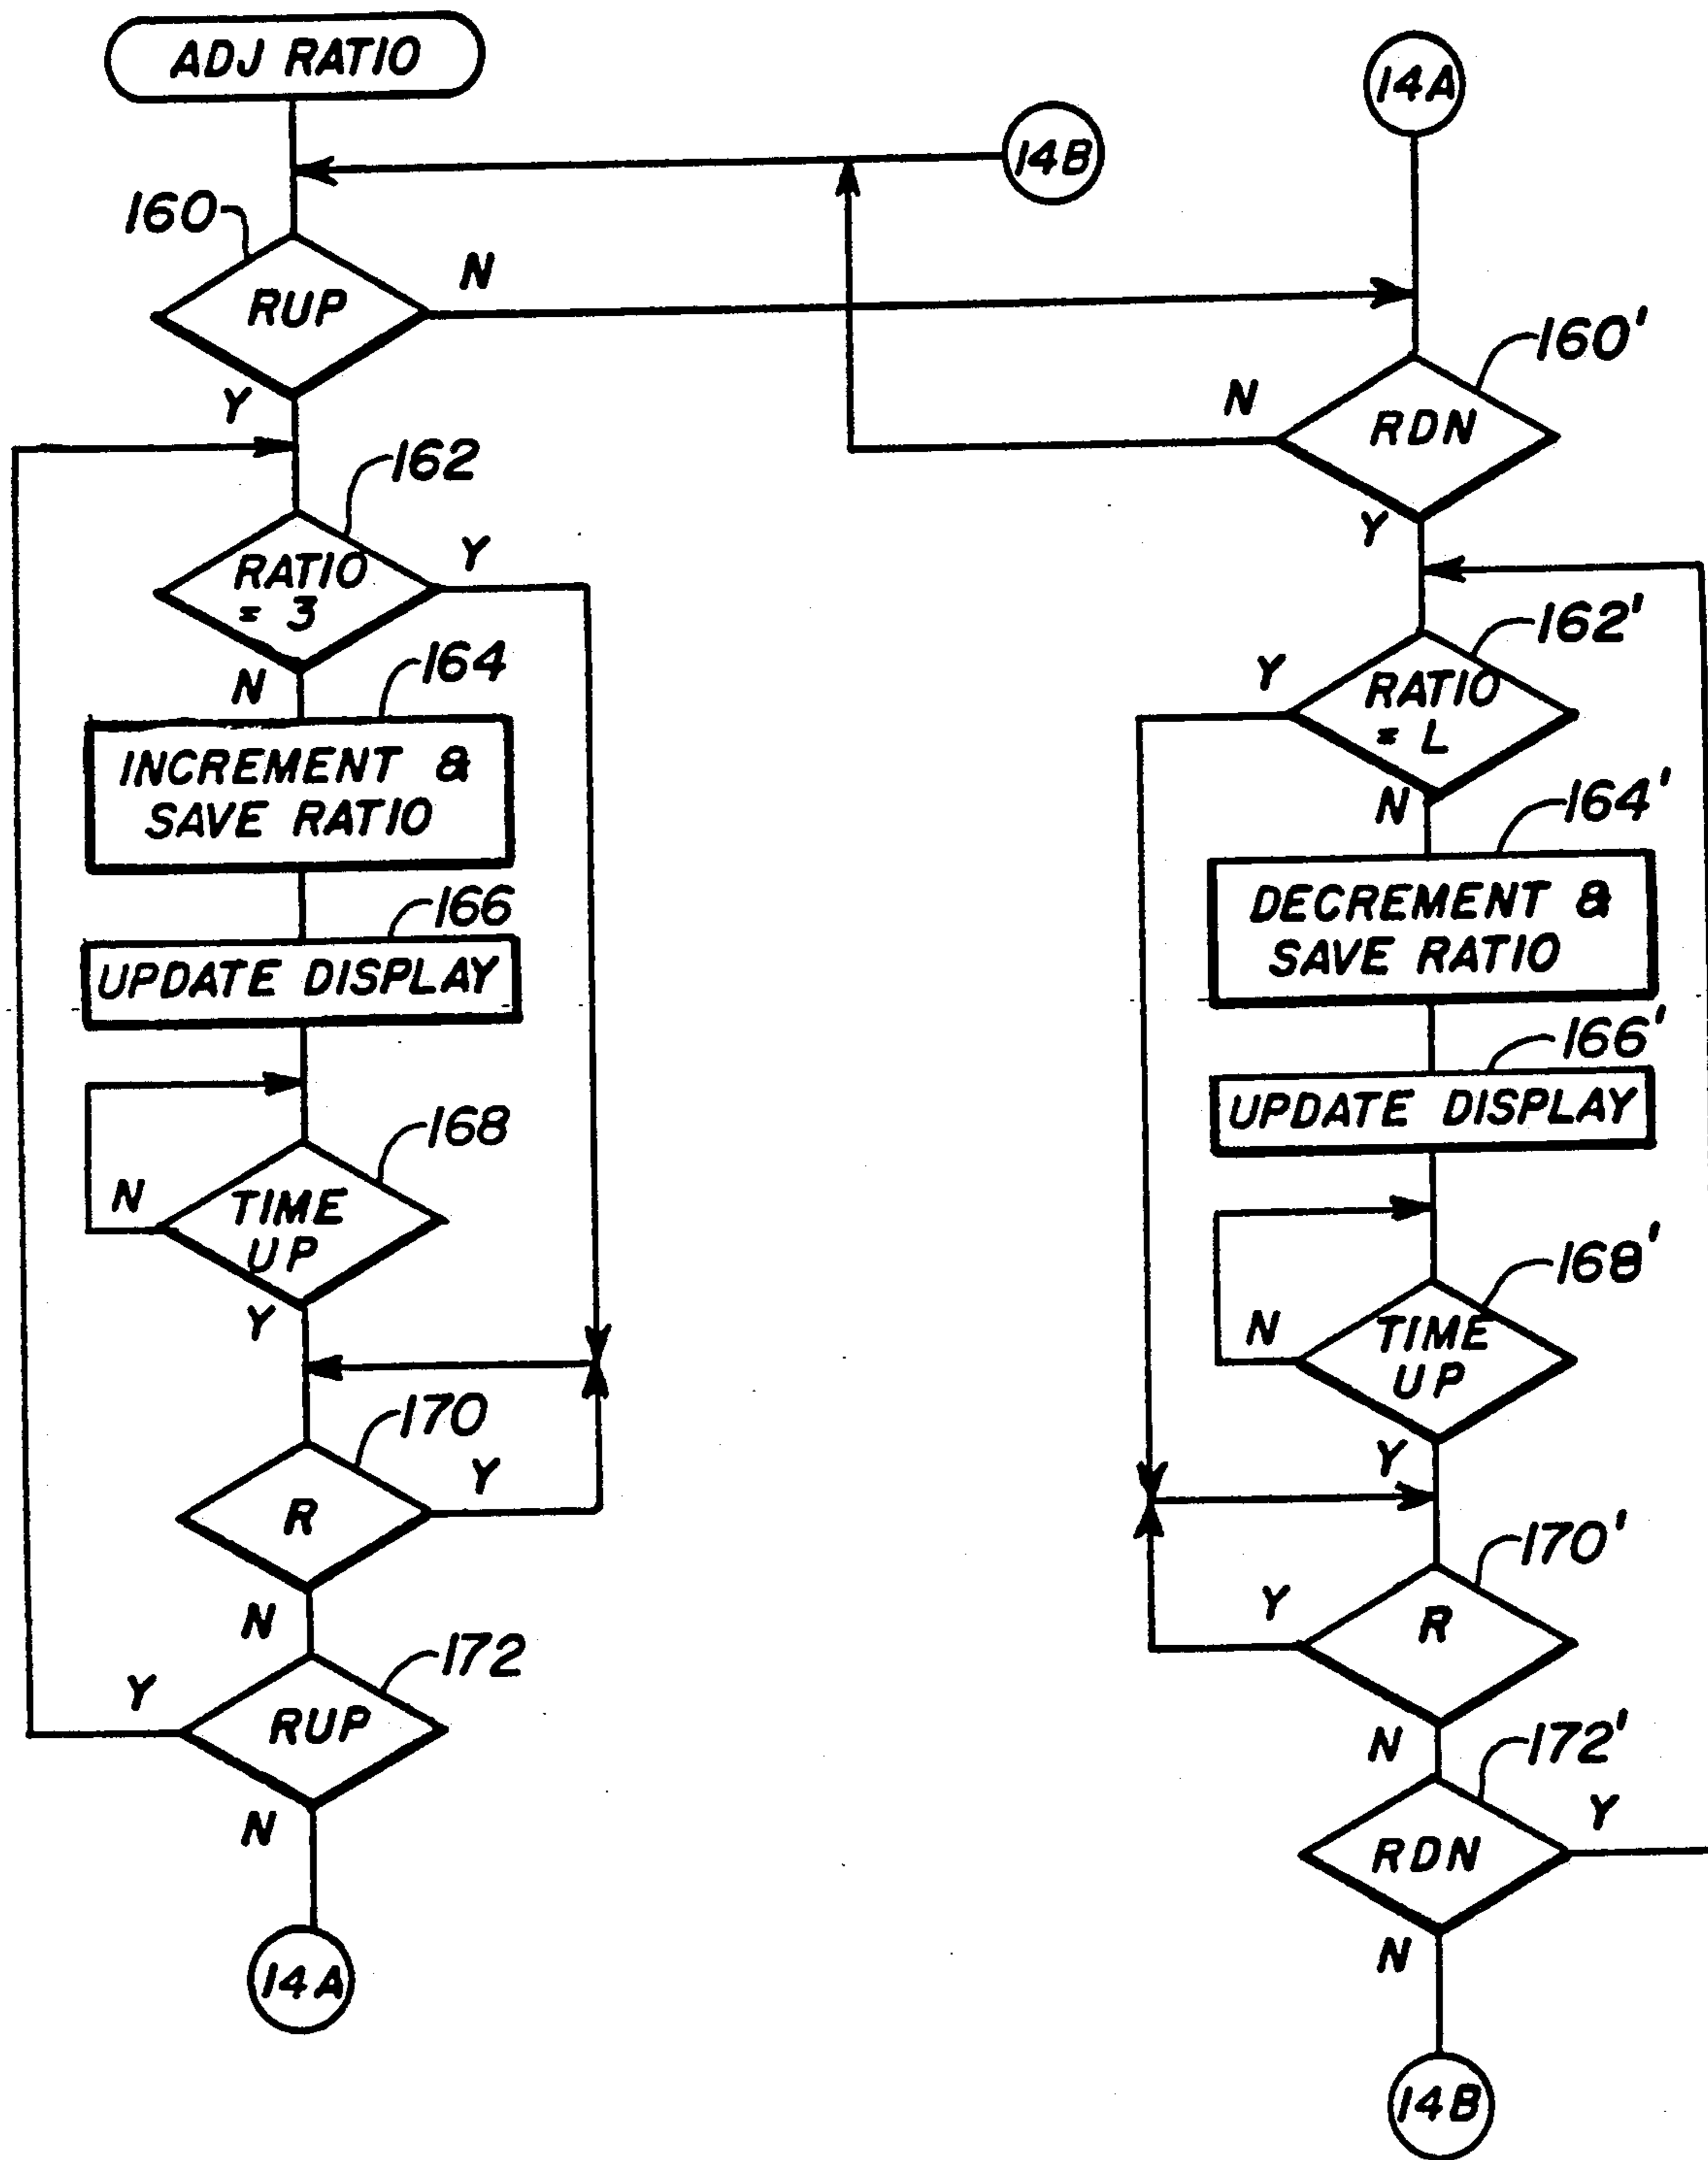 ADJ RATIO
14B
160
RUP
N
Y
162
RATIO
= 3
Y
N
164
INCREMENT &
SAVE RATIO
166
UPDATE DISPLAY
168
N
TIME
UP
Y
170
R
Y
N
172
Y
RUP
N
14A
14A
160'
N
RDN
Y
162'
Y
RATIO
= L
N
164'
DECREMENT &
SAVE RATIO
166'
UPDATE DISPLAY
168'
N
TIME
UP
Y
170'
Y
R
N
172'
Y
RDN
N
14B